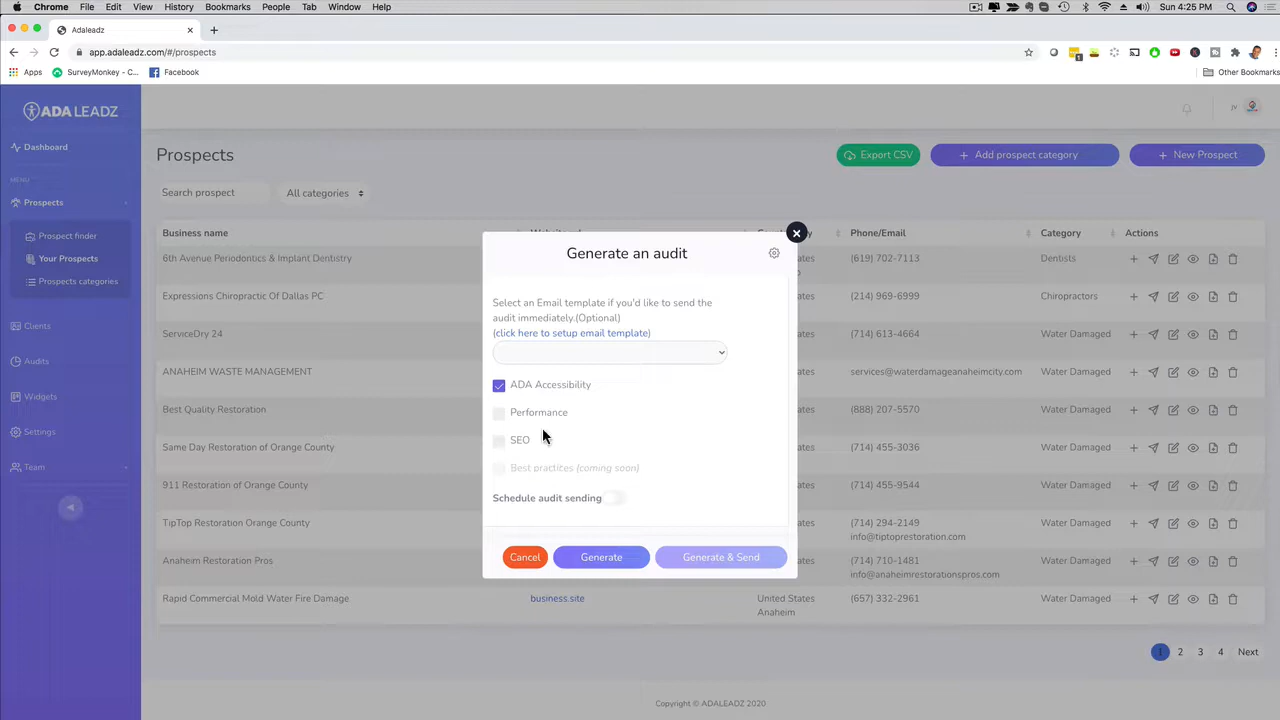 Chrome File Edit View History Bookmarks People Tab Window Help
Sun 4:25 PM
Adaleadz
app.adaleadz.com/#/prospects
Apps SurveyMonkey - C... Facebook
Other Bookmarks
ADA LEADZ
JV
Dashboard
MENU
Prospects
Prospect finder
Your Prospects
Prospects categories
Clients
Audits
Widgets
Settings
Team
Prospects
Export CSV
+ Add prospect category
+ New Prospect
Search prospect
All categories
Business name
Phone/Email
Category
Actions
6th Avenue Periodontics & Implant Dentistry
(619) 702-7113
Dentists
Expressions Chiropractic Of Dallas PC
(214) 969-6999
Chiropractors
ServiceDry 24
(714) 613-4664
Water Damaged
ANAHEIM WASTE MANAGEMENT
services@waterdamageanaheimcity.com
Water Damaged
Best Quality Restoration
(888) 207-5570
Water Damaged
Same Day Restoration of Orange County
(714) 455-3036
Water Damaged
911 Restoration of Orange County
(714) 455-9544
Water Damaged
TipTop Restoration Orange County
(714) 294-2149
info@tiptoprestoration.com
Water Damaged
Anaheim Restoration Pros
(714) 710-1481
info@anaheimrestorationspros.com
Water Damaged
Rapid Commercial Mold Water Fire Damage
business.site
United States
Anaheim
(657) 332-2961
Water Damaged
Generate an audit
Select an Email template if you'd like to send the
audit immediately.(Optional)
(click here to setup email template)
ADA Accessibility
Performance
SEO
Best practices (coming soon)
Schedule audit sending
Cancel
Generate
Generate & Send
1 2 3 4 Next
Copyright © ADALEADZ 2020